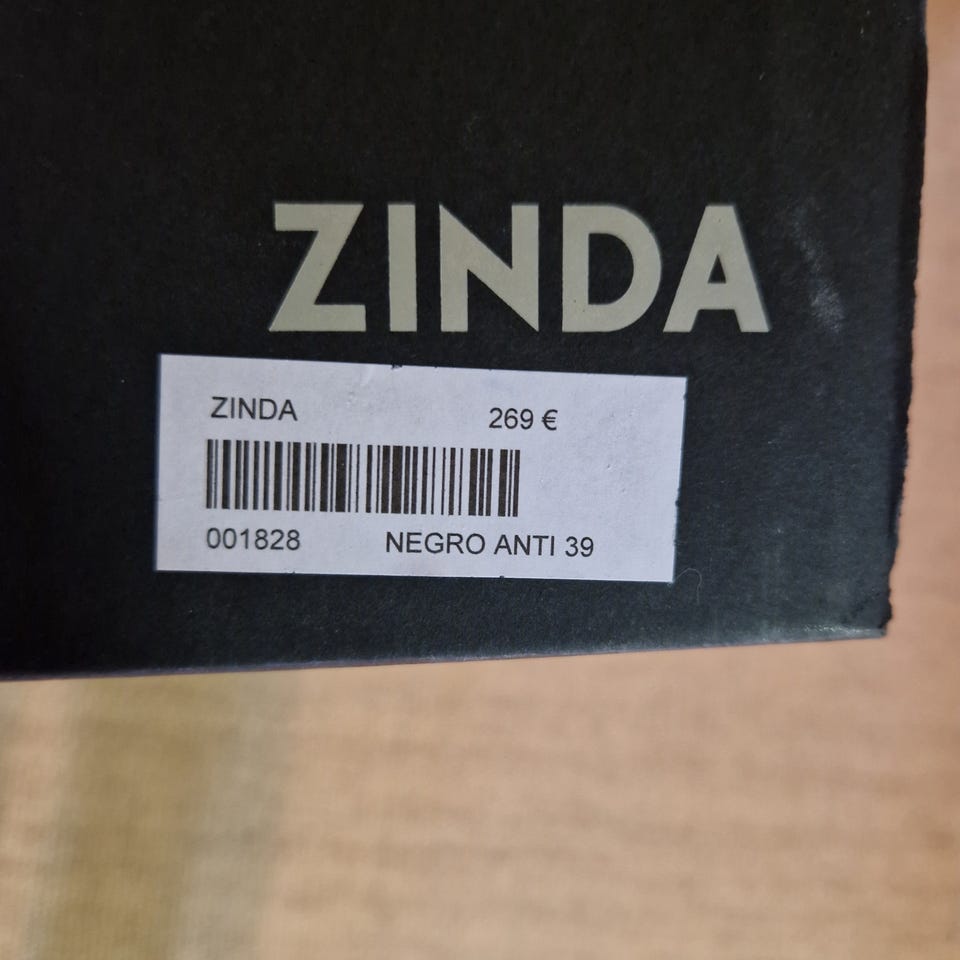 ZINDA
ZINDA 269 €
001828 NEGRO ANTI 39